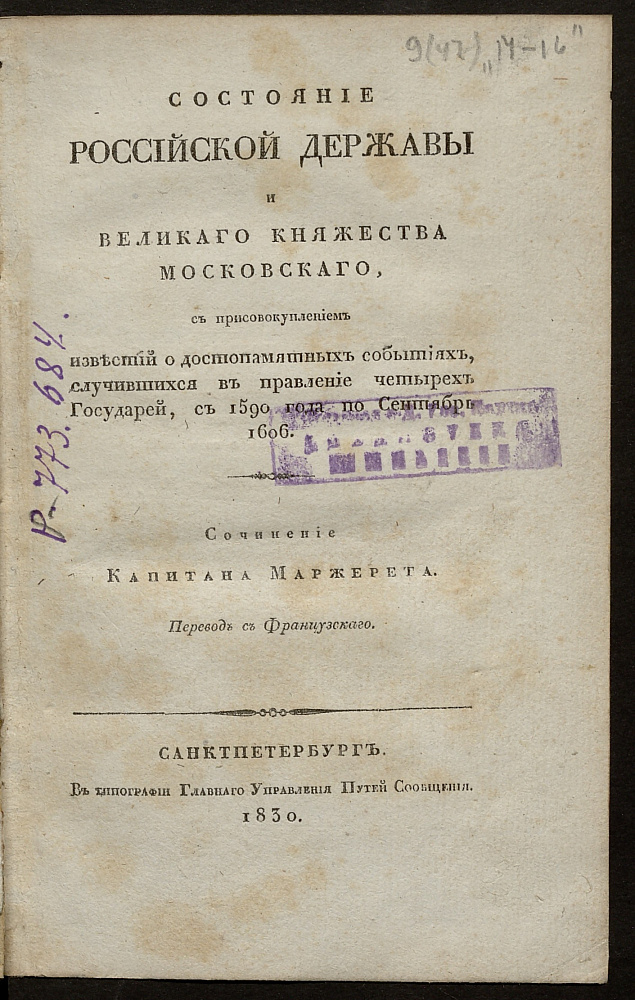 9(47) „14-16"
СОСТОЯНІЕ
РОССІЙСКОЙ ДЕРЖАВЫ
И
ВЕЛИКАГО КНЯЖЕСТВА
МОСКОВСКАГО,
съ присовокупленіемъ
извѣстій о достопамятныхъ событіяхъ,
случившихся въ правленіе четырехъ
Государей, съ 1590 года по Сентябрь
1606.
Р-773.684.
Сочиненіе
Капитана Маржерета.
Переводъ съ Французскаго.
САНКТПЕТЕРБУРГЪ.
Въ типографіи Главнаго Управленія Путей Сообщенія.
1830.